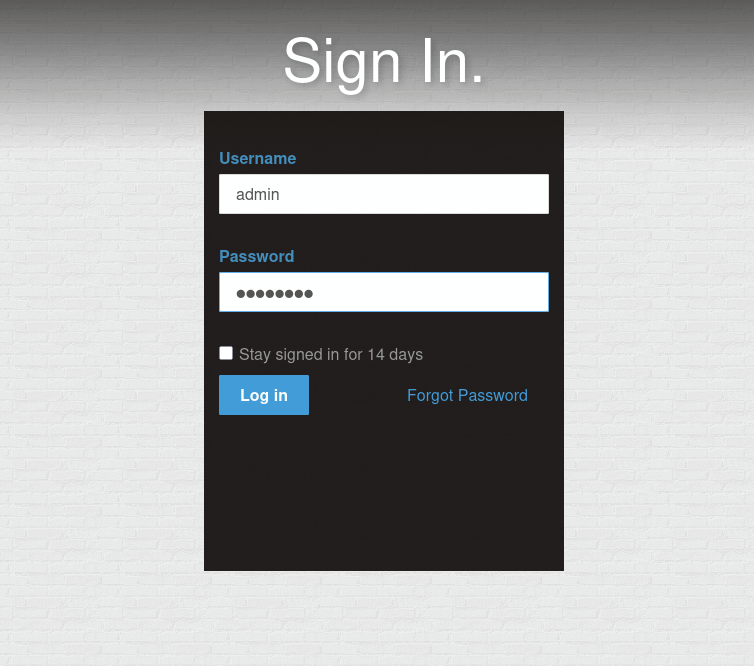 Sign In.
Username
admin
Password
••••••••
Stay signed in for 14 days
Log in
Forgot Password